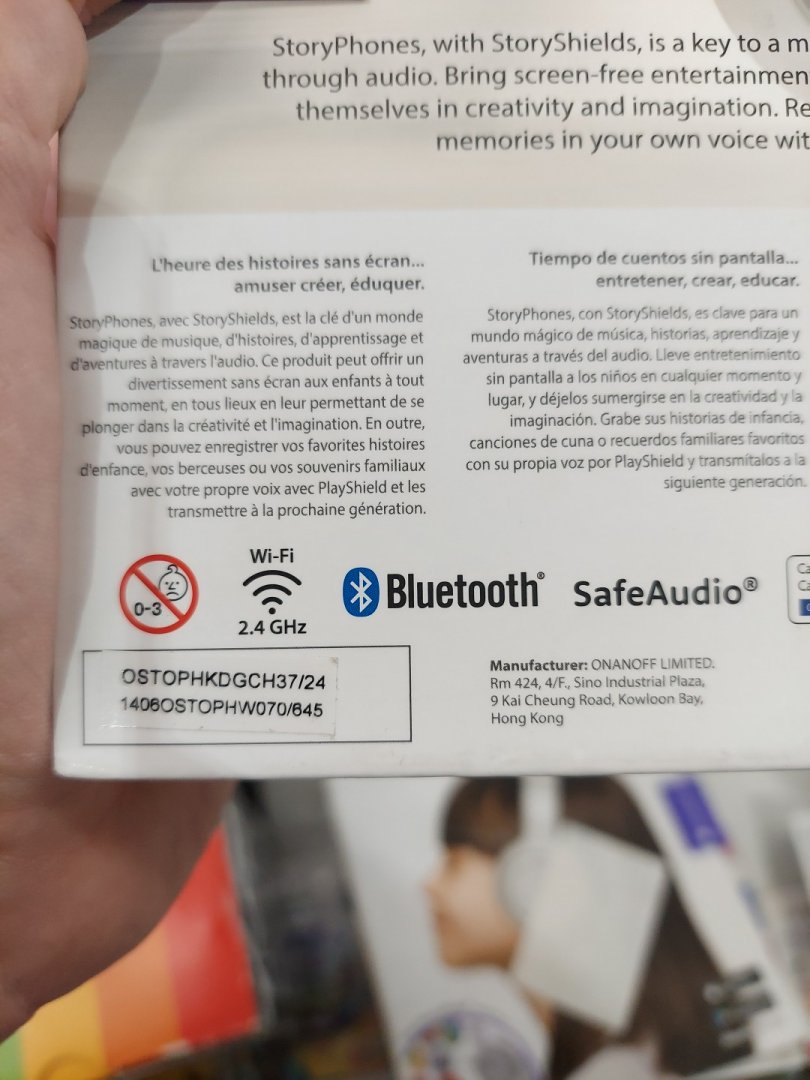 StoryPhones, with StoryShields, is a key to a m
through audio. Bring screen-free entertainmen
themselves in creativity and imagination. Re
memories in your own voice wit
L'heure des histoires sans écran...
amuser créer, éduquer.
StoryPhones, avec StoryShields, est la clé d'un monde
magique de musique, d'histoires, d'apprentissage et
d'aventures à travers l'audio. Ce produit peut offrir un
divertissement sans écran aux enfants à tout
moment, en tous lieux en leur permettant de se
plonger dans la créativité et l'imagination. En outre,
vous pouvez enregistrer vos favorites histoires
d'enfance, vos berceuses ou vos souvenirs familiaux
avec votre propre voix avec PlayShield et les
transmettre à la prochaine génération.
Tiempo de cuentos sin pantalla...
entretener, crear, educar.
StoryPhones, con StoryShields, es clave para un
mundo mágico de música, historias, aprendizaje y
aventuras a través del audio. Lleve entretenimiento
sin pantalla a los niños en cualquier momento y
lugar, y déjelos sumergirse en la creatividad y la
imaginación. Grabe sus historias de infancia,
canciones de cuna o recuerdos familiares favoritos
con su propia voz por PlayShield y transmítalos a la
siguiente generación.
0-3
Wi-Fi
2.4 GHz
Bluetooth®
SafeAudio®
Ca
Ca
OSTOPHKDGCH37/24
1406OSTOPHW070/645
Manufacturer: ONANOFF LIMITED.
Rm 424, 4/F., Sino Industrial Plaza,
9 Kai Cheung Road, Kowloon Bay,
Hong Kong